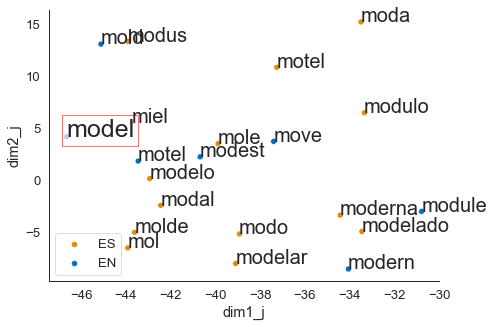 15
moda
mold modus
motel
10
modulo
miel
5
model
mole move
motel modest
modelo
0
modal
moderna module
molde modo modelado
−5
mol
modelar modern
ES
EN
dim2_j
−46 −44 −42 −40 −38 −36 −34 −32 −30
dim1_j